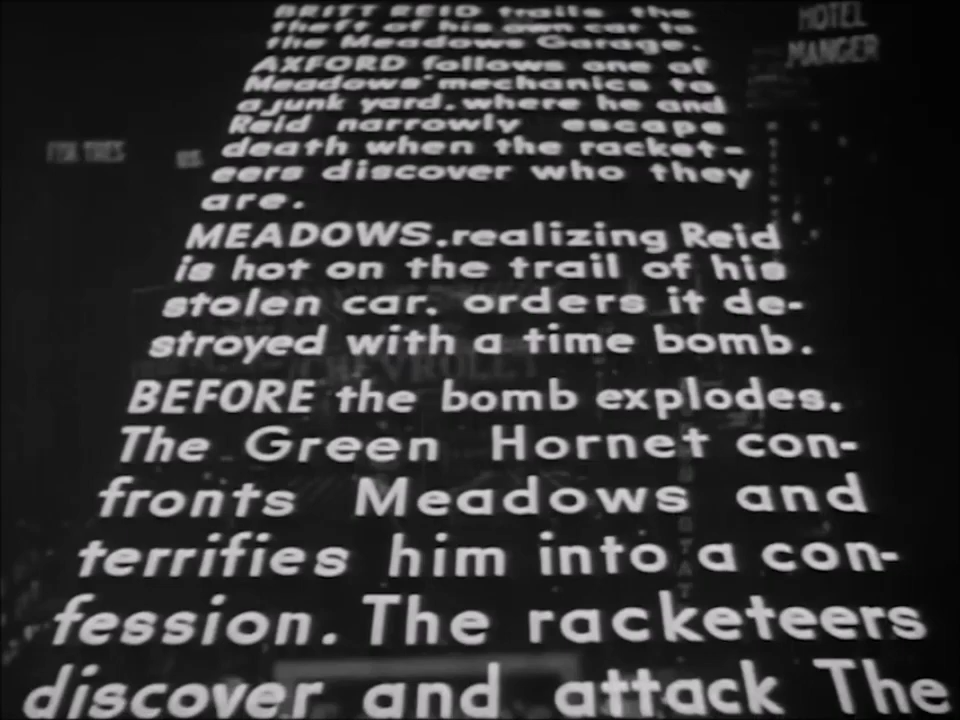 BRITT REID trails the
theft of his own car to
the Meadows Garage.
AXFORD follows one of
Meadows' mechanics to
a junk yard, where he and
Reid narrowly escape
death when the racket-
eers discover who they
are.
MEADOWS, realizing Reid
is hot on the trail of his
stolen car, orders it de-
stroyed with a time bomb.
BEFORE the bomb explodes,
The Green Hornet con-
fronts Meadows and
terrifies him into a con-
fession. The racketeers
discover and attack The
HOTEL
MANGER
CHEVROLET